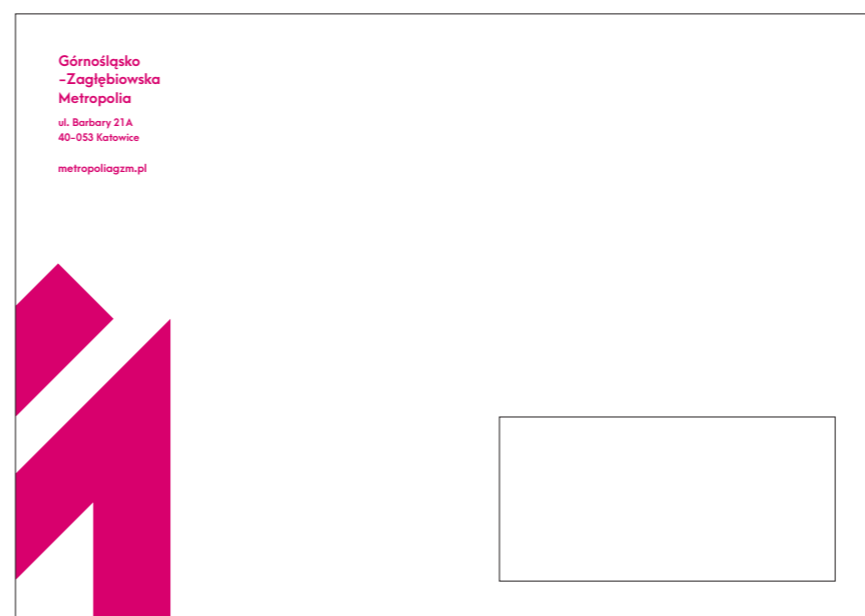 Górnośląsko
-Zagłębiowska
Metropolia
ul. Barbary 21A
40-053 Katowice
metropoliagzm.pl